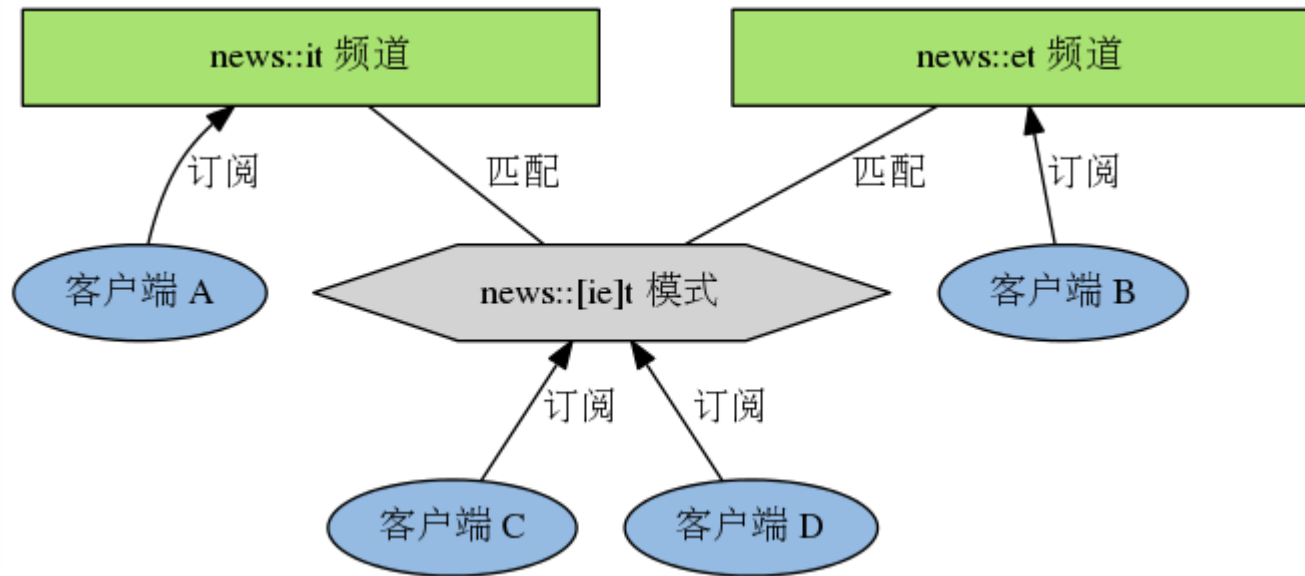 news::it 频道
news::et 频道
订阅
匹配
匹配
订阅
客户端 A
news::[ie]t 模式
客户端 B
订阅
订阅
客户端 C
客户端 D